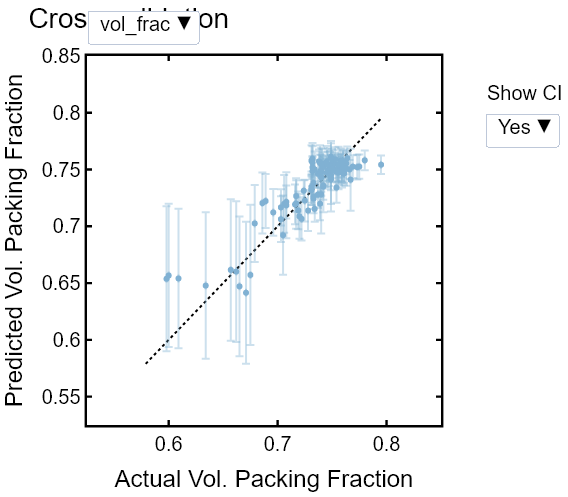 vol_frac ▼
0.85
0.8
0.75
0.7
0.65
0.6
0.55
0.6 0.7 0.8
Actual Vol. Packing Fraction
Predicted Vol. Packing Fraction
Show CI
Yes ▼